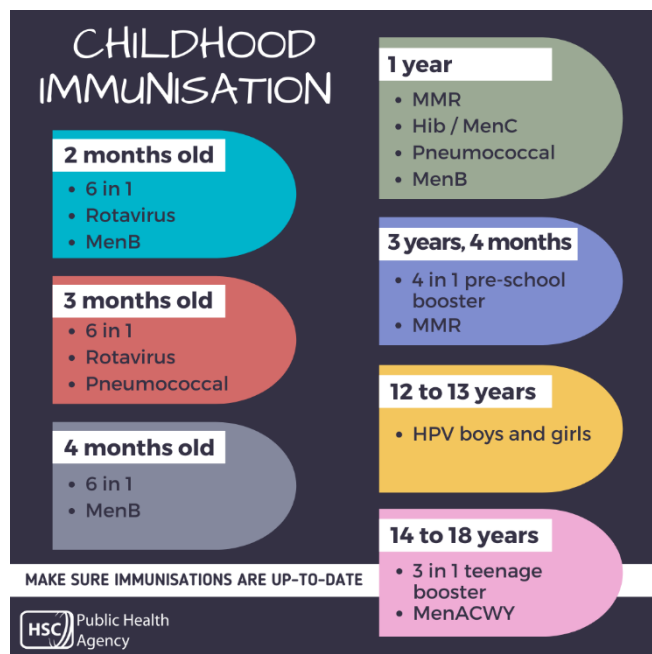 CHILDHOOD
IMMUNISATION
2 months old
• 6 in 1
• Rotavirus
• MenB
3 months old
• 6 in 1
• Rotavirus
• Pneumococcal
4 months old
• 6 in 1
• MenB
1 year
• MMR
• Hib / MenC
• Pneumococcal
• MenB
3 years, 4 months
• 4 in 1 pre-school
booster
• MMR
12 to 13 years
• HPV boys and girls
14 to 18 years
• 3 in 1 teenage
booster
• MenACWY
MAKE SURE IMMUNISATIONS ARE UP-TO-DATE
HSC
Public Health
Agency